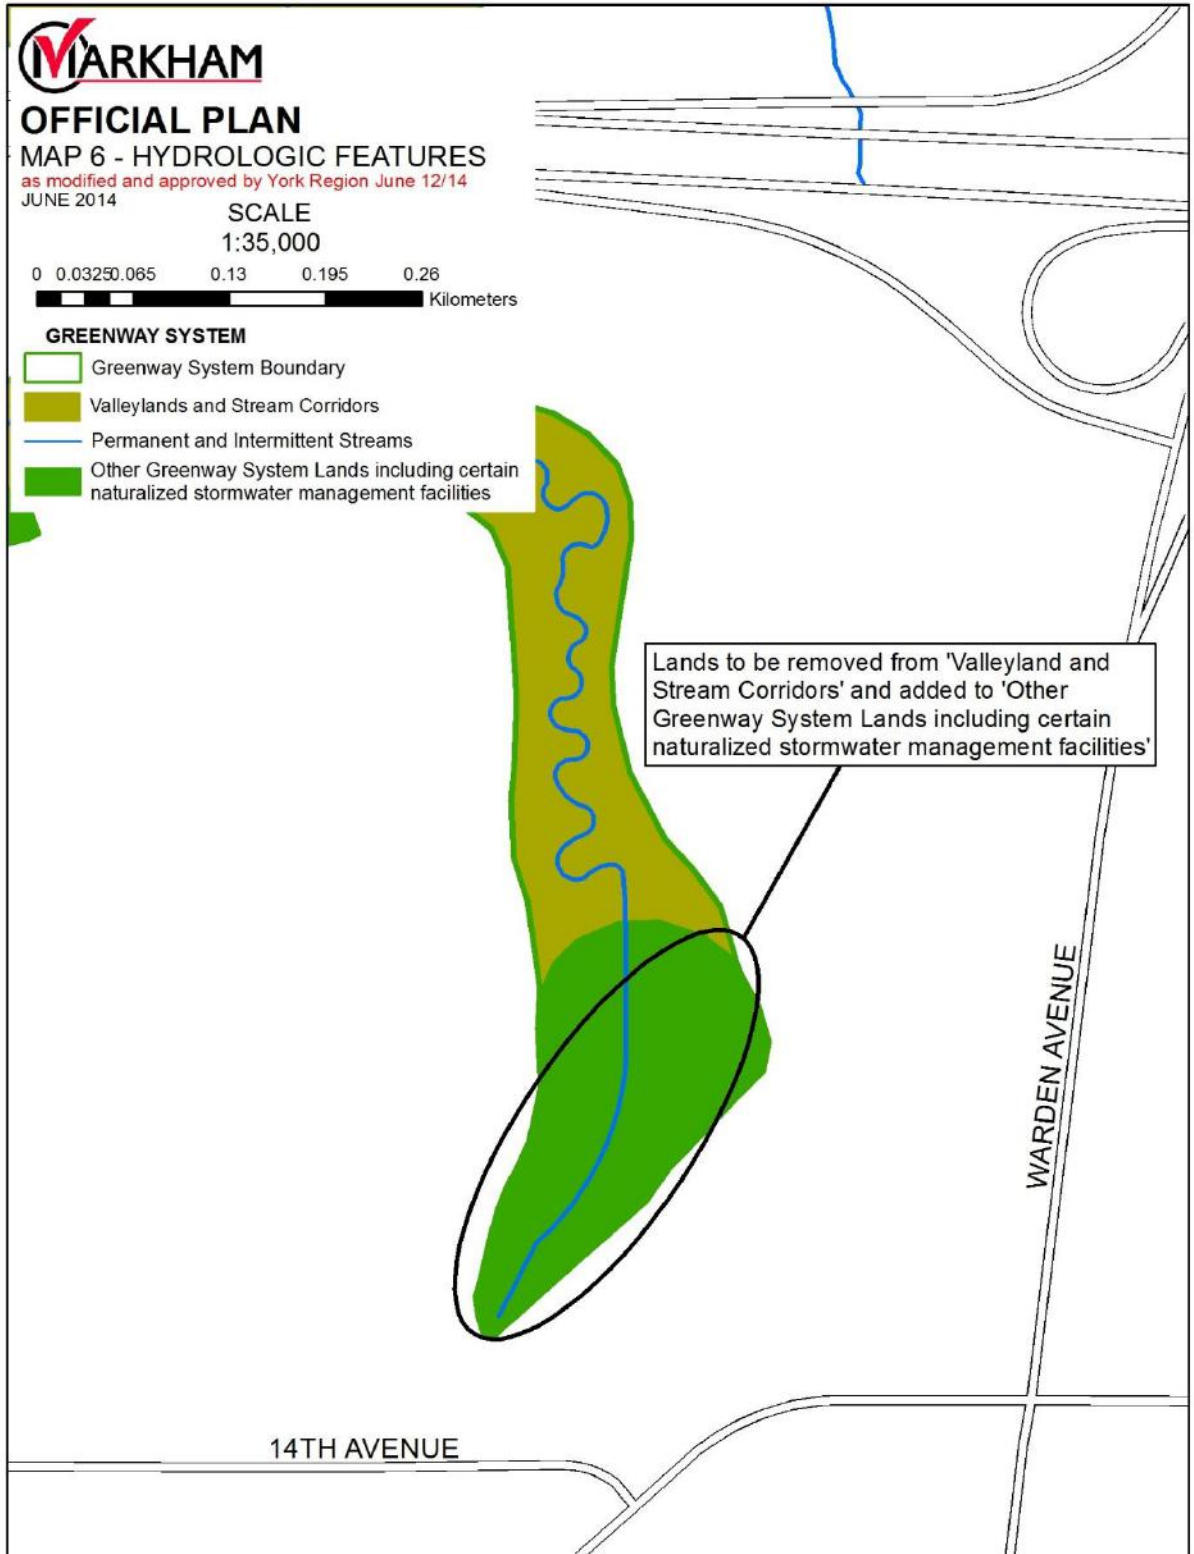 MARKHAM
OFFICIAL PLAN
MAP 6 - HYDROLOGIC FEATURES
as modified and approved by York Region June 12/14
JUNE 2014
SCALE
1:35,000
0 0.0325 0.065 0.13 0.195 0.26
Kilometers
GREENWAY SYSTEM
Greenway System Boundary
Valleylands and Stream Corridors
Permanent and Intermittent Streams
Other Greenway System Lands including certain
naturalized stormwater management facilities
Lands to be removed from 'Valleyland and
Stream Corridors' and added to 'Other
Greenway System Lands including certain
naturalized stormwater management facilities'
WARDEN AVENUE
14TH AVENUE